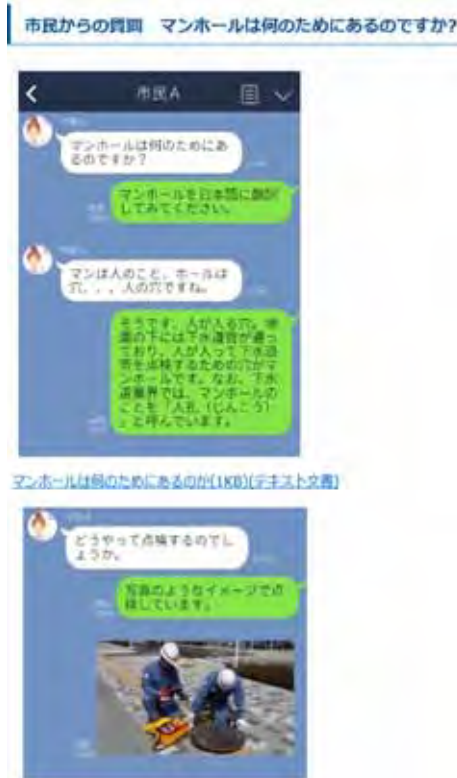 市民からの質問　マンホールは何のためにあるのですか?
市民A
マンホールは何のためにあ
るのですか？
マンホールを日本語に翻訳
してみてください。
マンは人のこと、ホールは
穴、、、人の穴ですね。
そうです。人が入る穴。地
面の下には下水道管が通っ
ており、人が入って下水道
管を点検するための穴がマ
ンホールです。なお、下水
道業界では、マンホールの
ことを「人孔（じんこう）
」と呼んでいます。
マンホールは何のためにあるのか(1KB)(テキスト文書)
どうやって点検するのでし
ょうか。
写真のようなイメージで点
検しています。